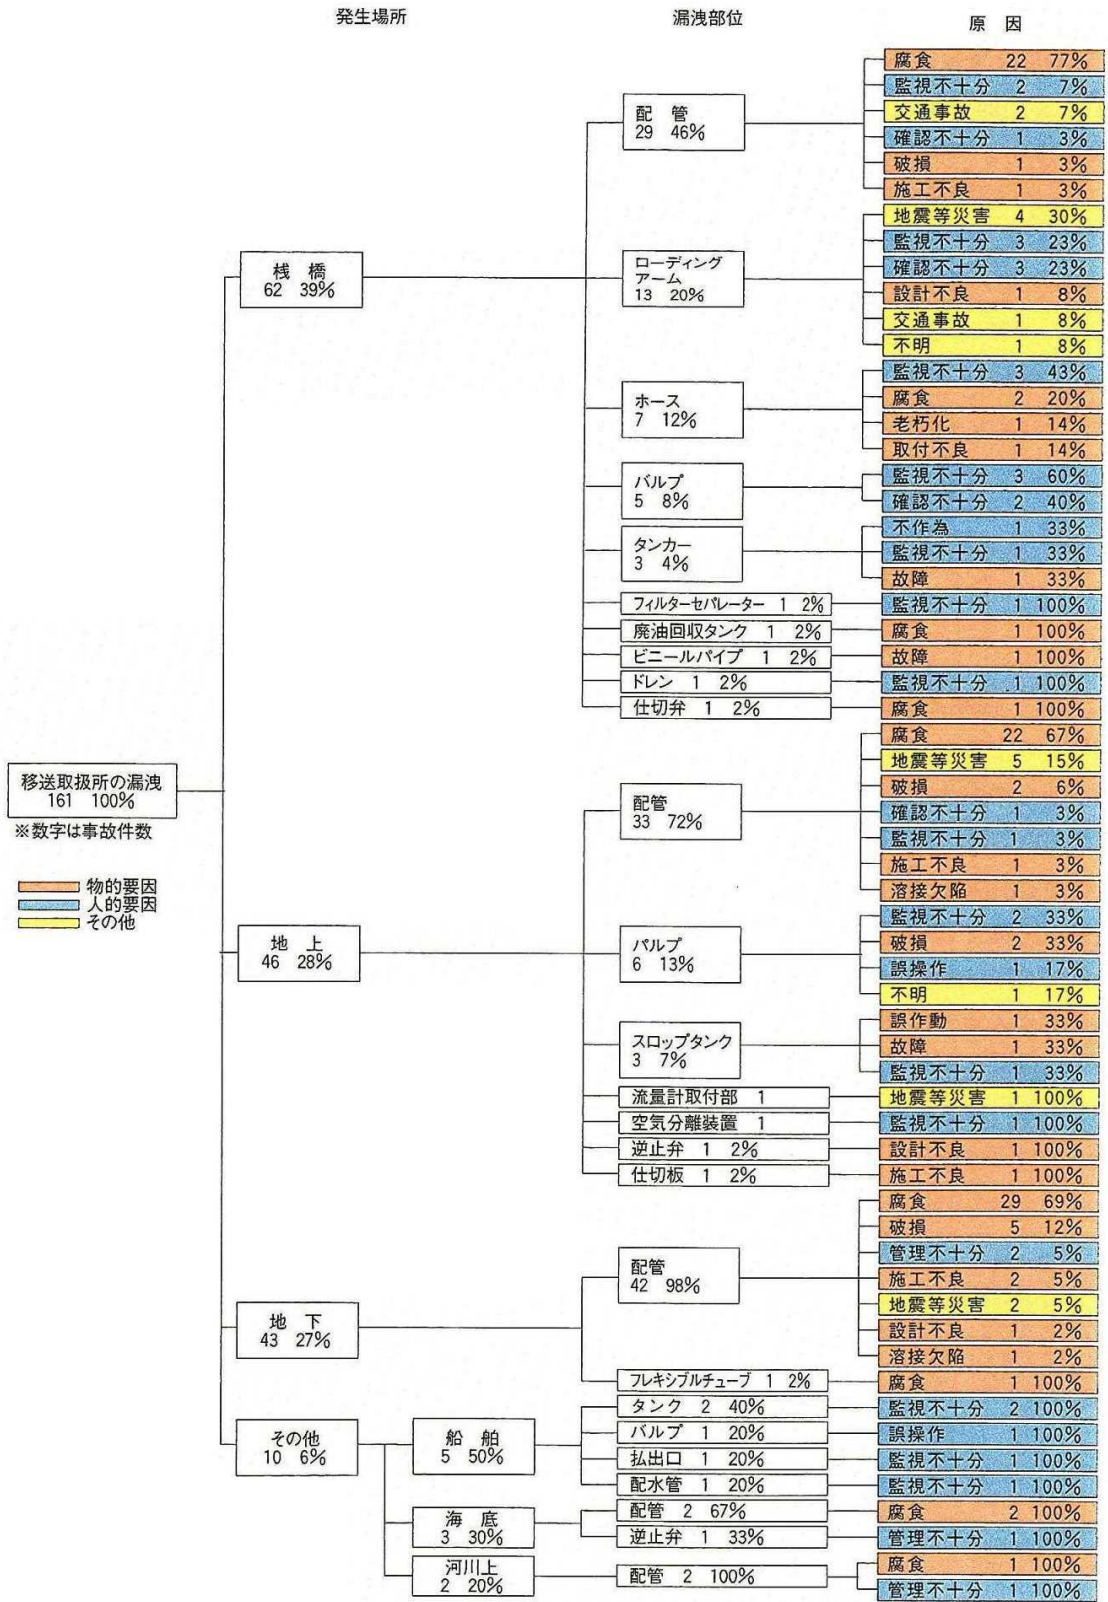 発生場所
漏洩部位
原 因
移送取扱所の漏洩
161 100%
※数字は事故件数
物的要因
人的要因
その他
桟 橋
62 39%
配 管
29 46%
腐食 22 77%
監視不十分 2 7%
交通事故 2 7%
確認不十分 1 3%
破損 1 3%
施工不良 1 3%
ローディング
アーム
13 20%
地震等災害 4 30%
監視不十分 3 23%
確認不十分 3 23%
設計不良 1 8%
交通事故 1 8%
不明 1 8%
ホース
7 12%
監視不十分 3 43%
腐食 2 20%
老朽化 1 14%
取付不良 1 14%
バルブ
5 8%
監視不十分 3 60%
確認不十分 2 40%
タンカー
3 4%
不作為 1 33%
監視不十分 1 33%
故障 1 33%
フィルターセパレーター 1 2%
監視不十分 1 100%
廃油回収タンク 1 2%
腐食 1 100%
ビニールパイプ 1 2%
故障 1 100%
ドレン 1 2%
監視不十分 1 100%
仕切弁 1 2%
腐食 1 100%
地 上
46 28%
配管
33 72%
腐食 22 67%
地震等災害 5 15%
破損 2 6%
確認不十分 1 3%
監視不十分 1 3%
施工不良 1 3%
溶接欠陥 1 3%
バルブ
6 13%
監視不十分 2 33%
破損 2 33%
誤操作 1 17%
不明 1 17%
スロップタンク
3 7%
誤作動 1 33%
故障 1 33%
監視不十分 1 33%
流量計取付部 1
地震等災害 1 100%
空気分離装置 1
監視不十分 1 100%
逆止弁 1 2%
設計不良 1 100%
仕切板 1 2%
施工不良 1 100%
地 下
43 27%
配管
42 98%
腐食 29 69%
破損 5 12%
管理不十分 2 5%
施工不良 2 5%
地震等災害 2 5%
設計不良 1 2%
溶接欠陥 1 2%
フレキシブルチューブ 1 2%
腐食 1 100%
その他
10 6%
船 舶
5 50%
タンク 2 40%
監視不十分 2 100%
バルブ 1 20%
誤操作 1 100%
払出口 1 20%
監視不十分 1 100%
配水管 1 20%
監視不十分 1 100%
海 底
3 30%
配管 2 67%
腐食 2 100%
逆止弁 1 33%
管理不十分 1 100%
河川上
2 20%
配管 2 100%
腐食 1 100%
管理不十分 1 100%